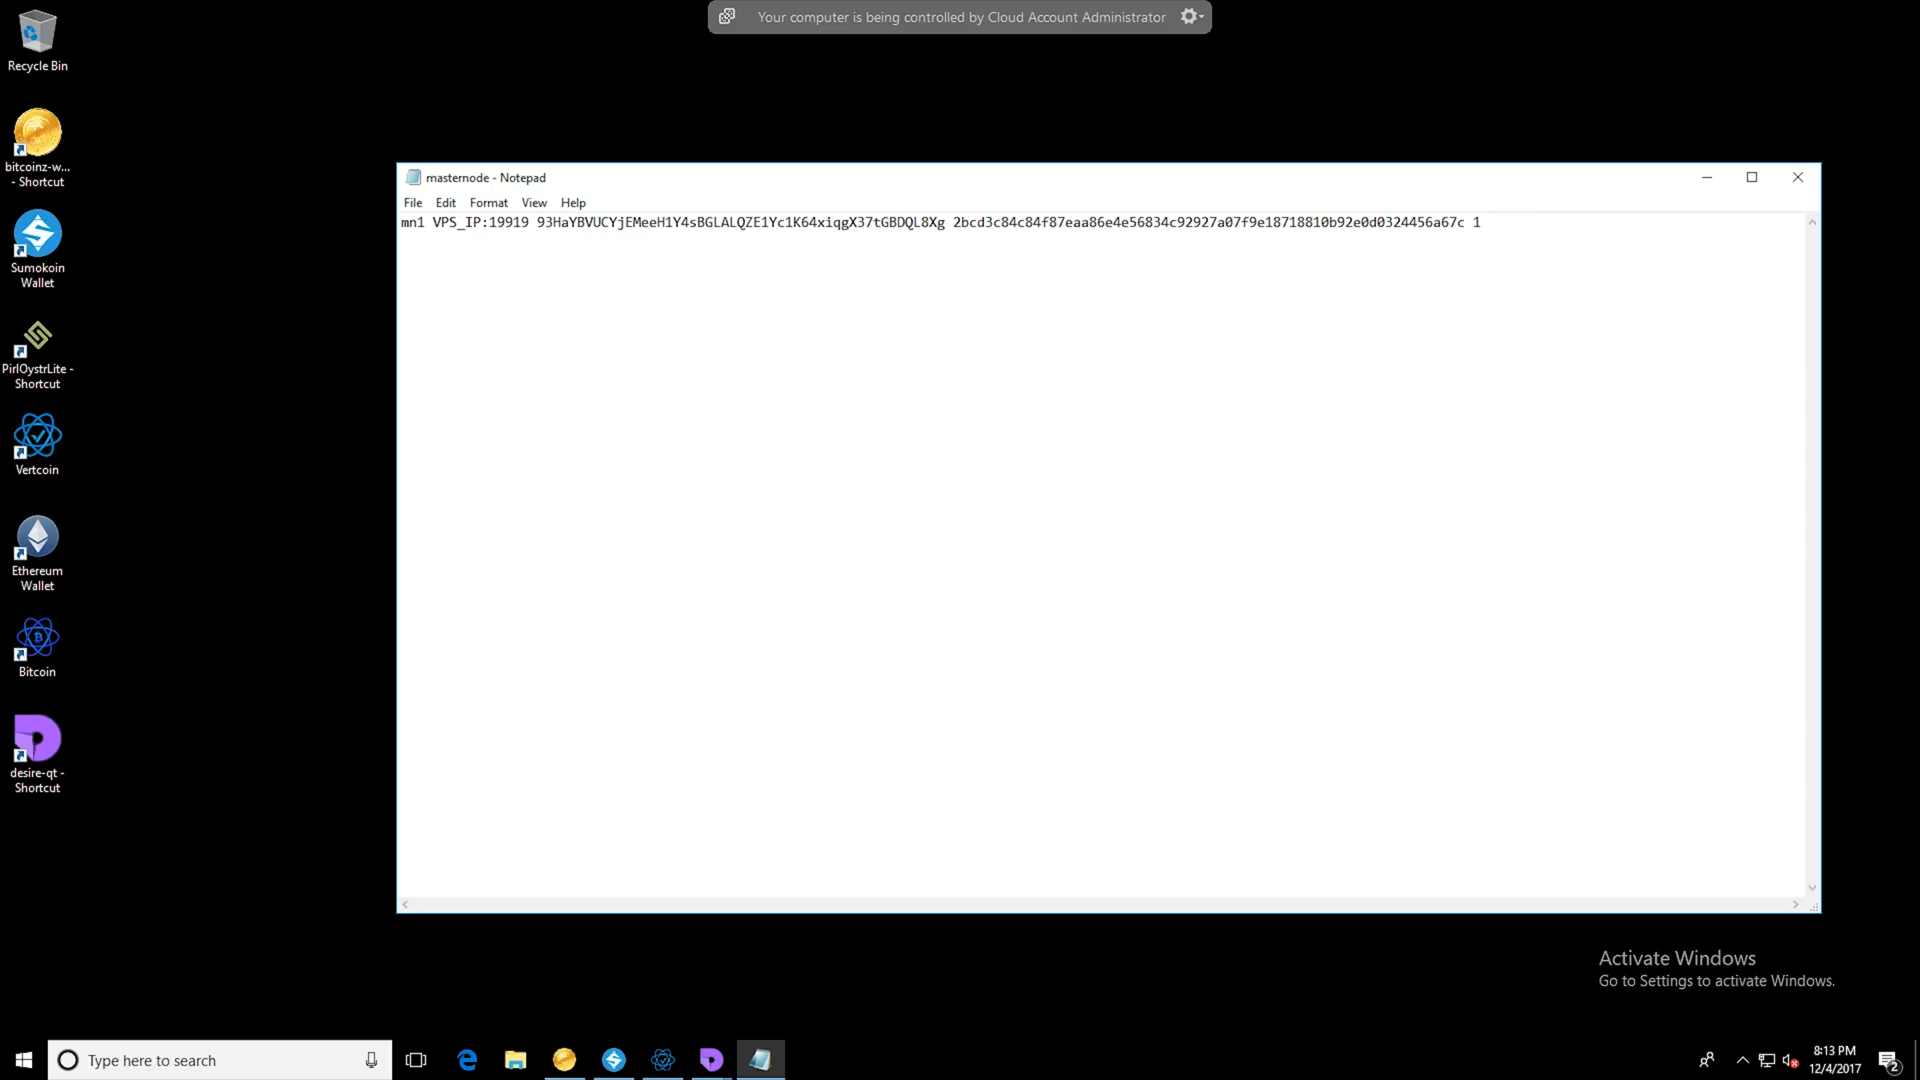 Your computer is being controlled by Cloud Account Administrator
Recycle Bin
bitcoinz-w...
- Shortcut
Sumokoin
Wallet
PirlOystrLite -
Shortcut
Vertcoin
Ethereum
Wallet
Bitcoin
desire-qt -
Shortcut
masternode - Notepad
File Edit Format View Help
mn1 VPS_IP:19919 93HaYBVUCYjEMeeH1Y4sBGLALQZE1Yc1K64xiqgX37tGBDQL8Xg 2bcd3c84c84f87eaa86e4e56834c92927a07f9e18718810b92e0d0324456a67c 1
Activate Windows
Go to Settings to activate Windows.
Type here to search
8:13 PM
12/4/2017
2